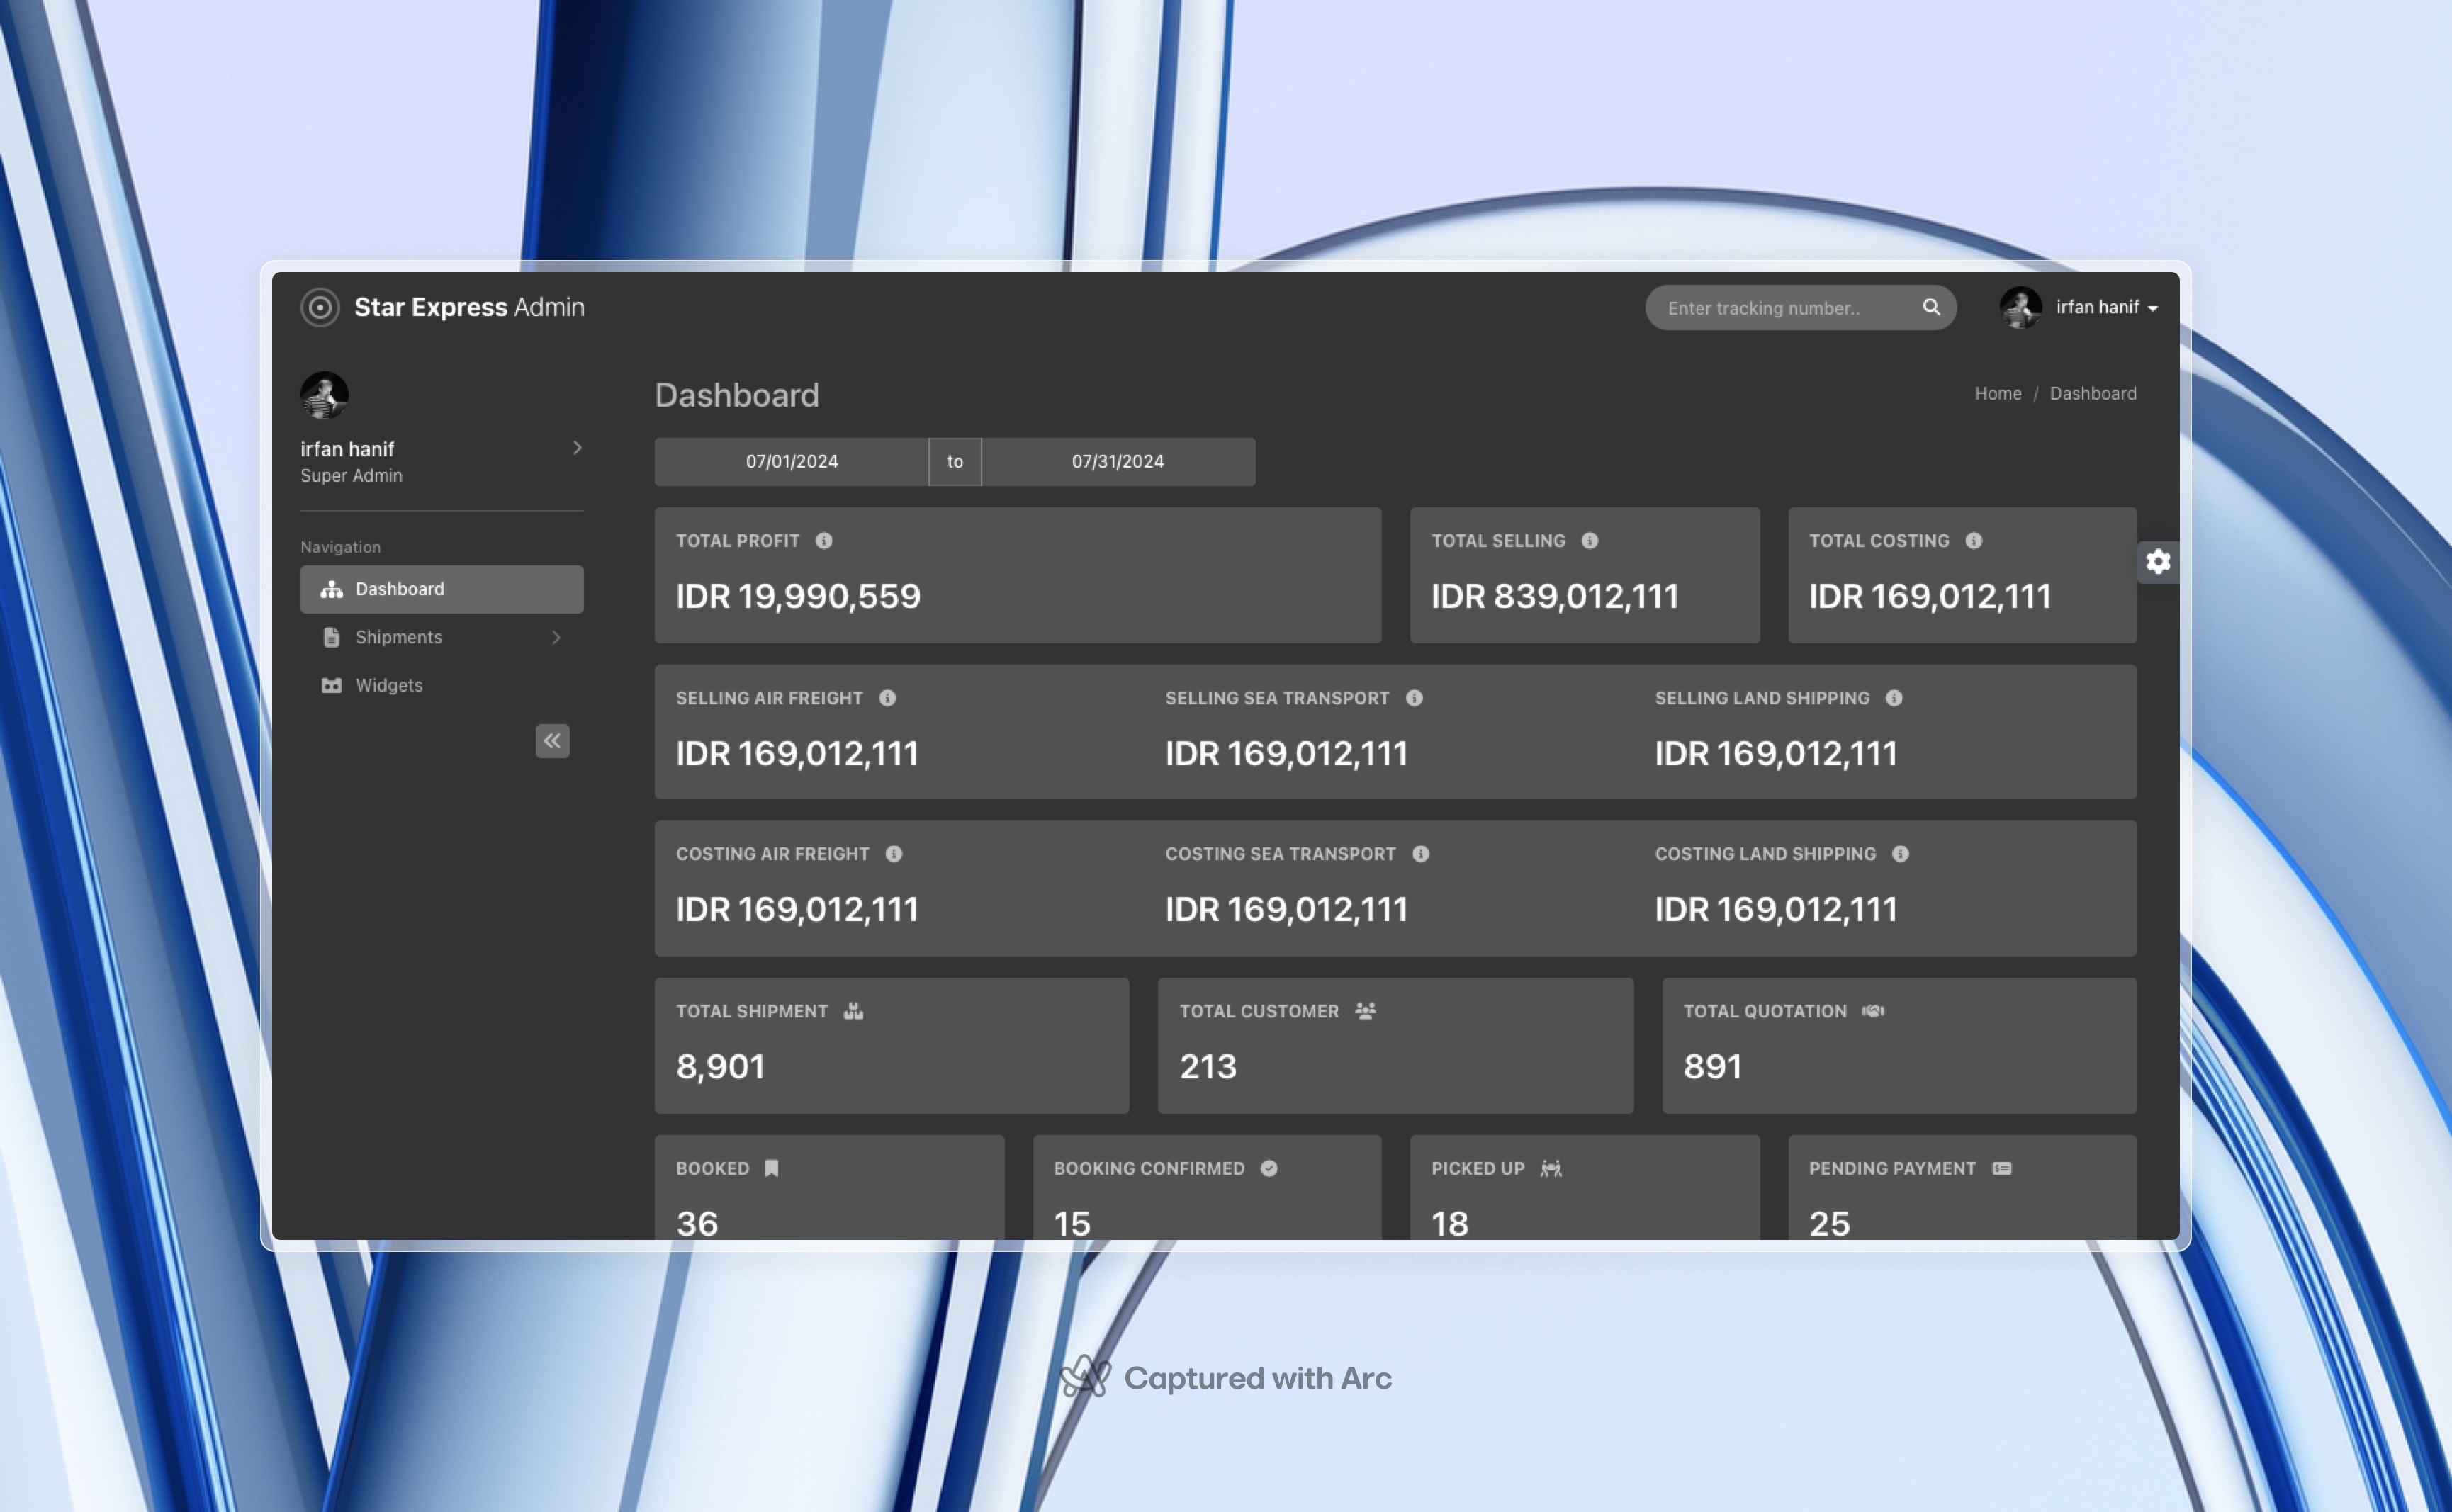 Star Express Admin
Enter tracking number..
irfan hanif
irfan hanif
Super Admin
Navigation
Dashboard
Shipments
Widgets
Dashboard
Home / Dashboard
07/01/2024 to 07/31/2024
TOTAL PROFIT
IDR 19,990,559
TOTAL SELLING
IDR 839,012,111
TOTAL COSTING
IDR 169,012,111
SELLING AIR FREIGHT
IDR 169,012,111
SELLING SEA TRANSPORT
IDR 169,012,111
SELLING LAND SHIPPING
IDR 169,012,111
COSTING AIR FREIGHT
IDR 169,012,111
COSTING SEA TRANSPORT
IDR 169,012,111
COSTING LAND SHIPPING
IDR 169,012,111
TOTAL SHIPMENT
8,901
TOTAL CUSTOMER
213
TOTAL QUOTATION
891
BOOKED
36
BOOKING CONFIRMED
15
PICKED UP
18
PENDING PAYMENT
25
Captured with Arc